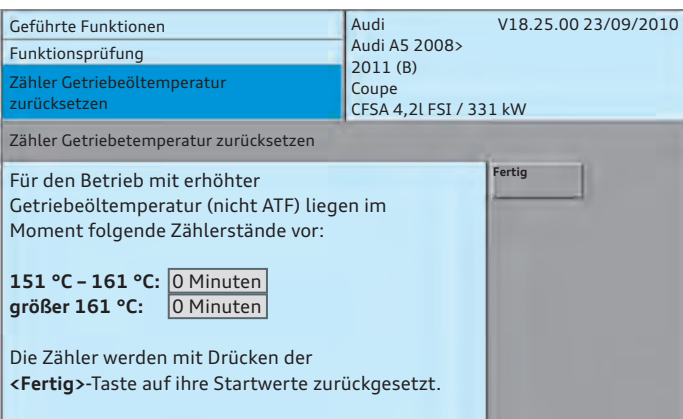 Geführte Funktionen
Funktionsprüfung
Zähler Getriebeöltemperatur
zurücksetzen
Audi V18.25.00 23/09/2010
Audi A5 2008>
2011 (B)
Coupe
CFSA 4,2l FSI / 331 kW
Zähler Getriebetemperatur zurücksetzen
Für den Betrieb mit erhöhter
Getriebeöltemperatur (nicht ATF) liegen im
Moment folgende Zählerstände vor:
151 °C – 161 °C: 0 Minuten
größer 161 °C: 0 Minuten
Die Zähler werden mit Drücken der
<Fertig>-Taste auf ihre Startwerte zurückgesetzt.
Fertig